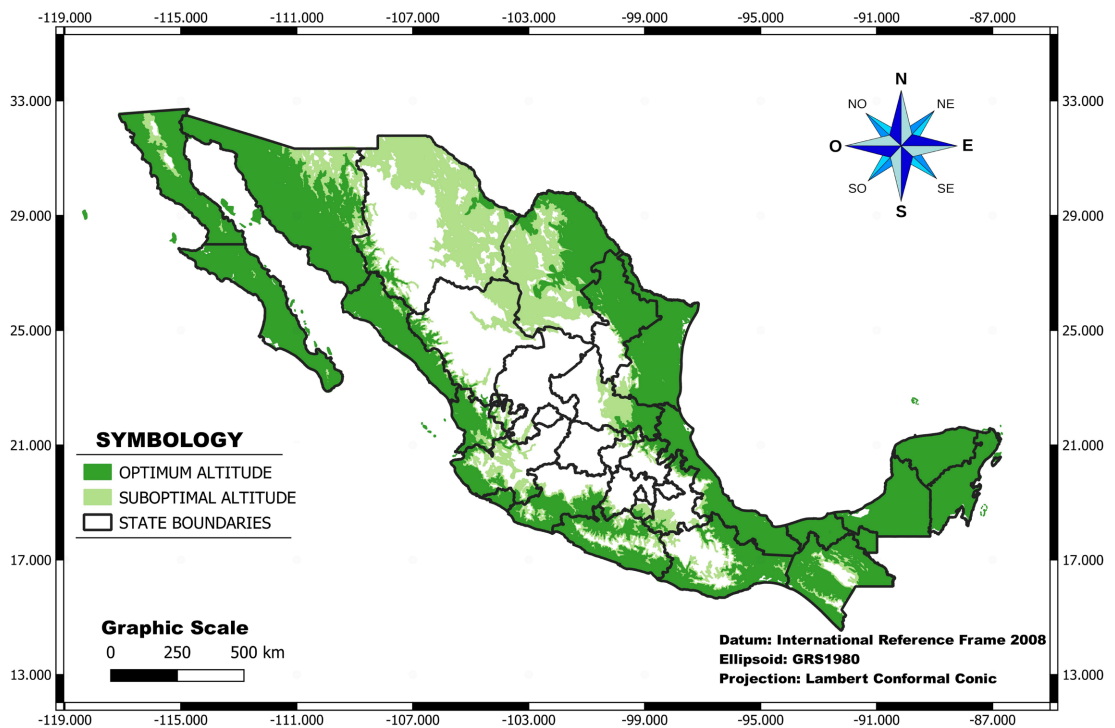 -119.000 -115.000 -111.000 -107.000 -103.000 -99.000 -95.000 -91.000 -87.000
33.000 33.000
N
NO NE
O E
SO SE
S
29.000 29.000
25.000 25.000
21.000 21.000
SYMBOLOGY
OPTIMUM ALTITUDE
SUBOPTIMAL ALTITUDE
STATE BOUNDARIES
17.000 17.000
Graphic Scale
0 250 500 km
Datum: International Reference Frame 2008
Ellipsoid: GRS1980
Projection: Lambert Conformal Conic
13.000 13.000
-119.000 -115.000 -111.000 -107.000 -103.000 -99.000 -95.000 -91.000 -87.000